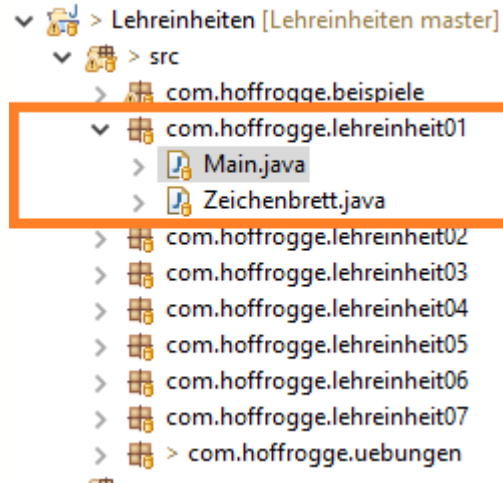 > Lehreinheiten [Lehreinheiten master]
> src
com.hoffrogge.beispiele
com.hoffrogge.lehreinheit01
Main.java
Zeichenbrett.java
com.hoffrogge.lehreinheit02
com.hoffrogge.lehreinheit03
com.hoffrogge.lehreinheit04
com.hoffrogge.lehreinheit05
com.hoffrogge.lehreinheit06
com.hoffrogge.lehreinheit07
> com.hoffrogge.uebungen